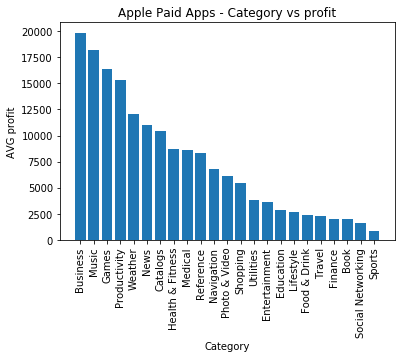 Apple Paid Apps - Category vs profit
AVG profit
20000
17500
15000
12500
10000
7500
5000
2500
0
Business
Music
Games
Productivity
Weather
News
Catalogs
Health & Fitness
Medical
Reference
Navigation
Photo & Video
Shopping
Utilities
Entertainment
Education
Lifestyle
Food & Drink
Travel
Finance
Book
Social Networking
Sports
Category